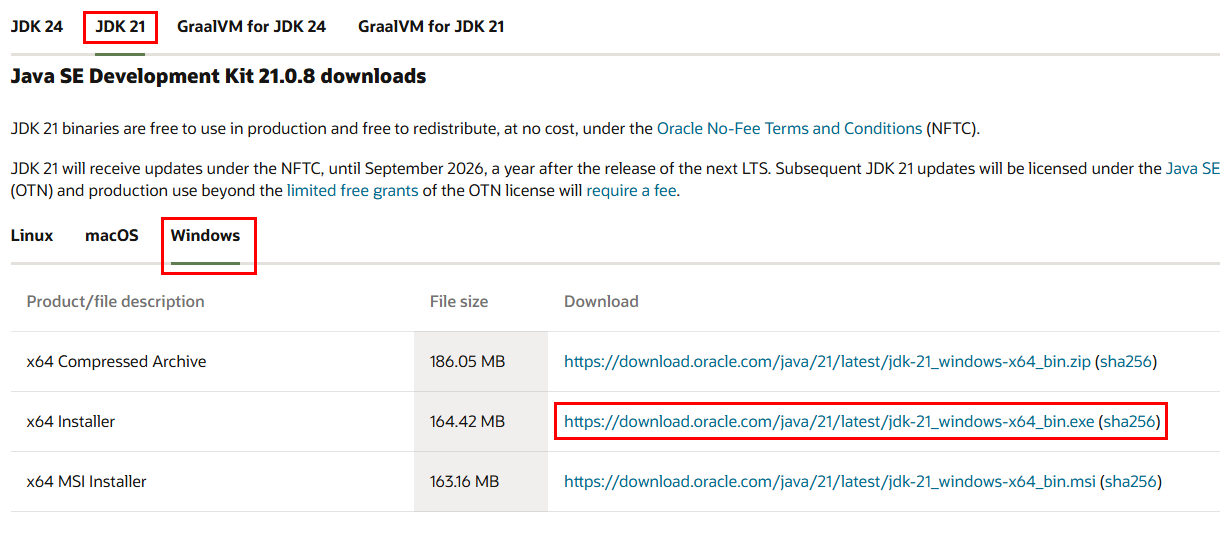 JDK 24 JDK 21 GraalVM for JDK 24 GraalVM for JDK 21
Java SE Development Kit 21.0.8 downloads
JDK 21 binaries are free to use in production and free to redistribute, at no cost, under the Oracle No-Fee Terms and Conditions (NFTC).
JDK 21 will receive updates under the NFTC, until September 2026, a year after the release of the next LTS. Subsequent JDK 21 updates will be licensed under the Java SE
(OTN) and production use beyond the limited free grants of the OTN license will require a fee.
Linux macOS Windows
Product/file description File size Download
x64 Compressed Archive 186.05 MB https://download.oracle.com/java/21/latest/jdk-21_windows-x64_bin.zip (sha256)
x64 Installer 164.42 MB https://download.oracle.com/java/21/latest/jdk-21_windows-x64_bin.exe (sha256)
x64 MSI Installer 163.16 MB https://download.oracle.com/java/21/latest/jdk-21_windows-x64_bin.msi (sha256)